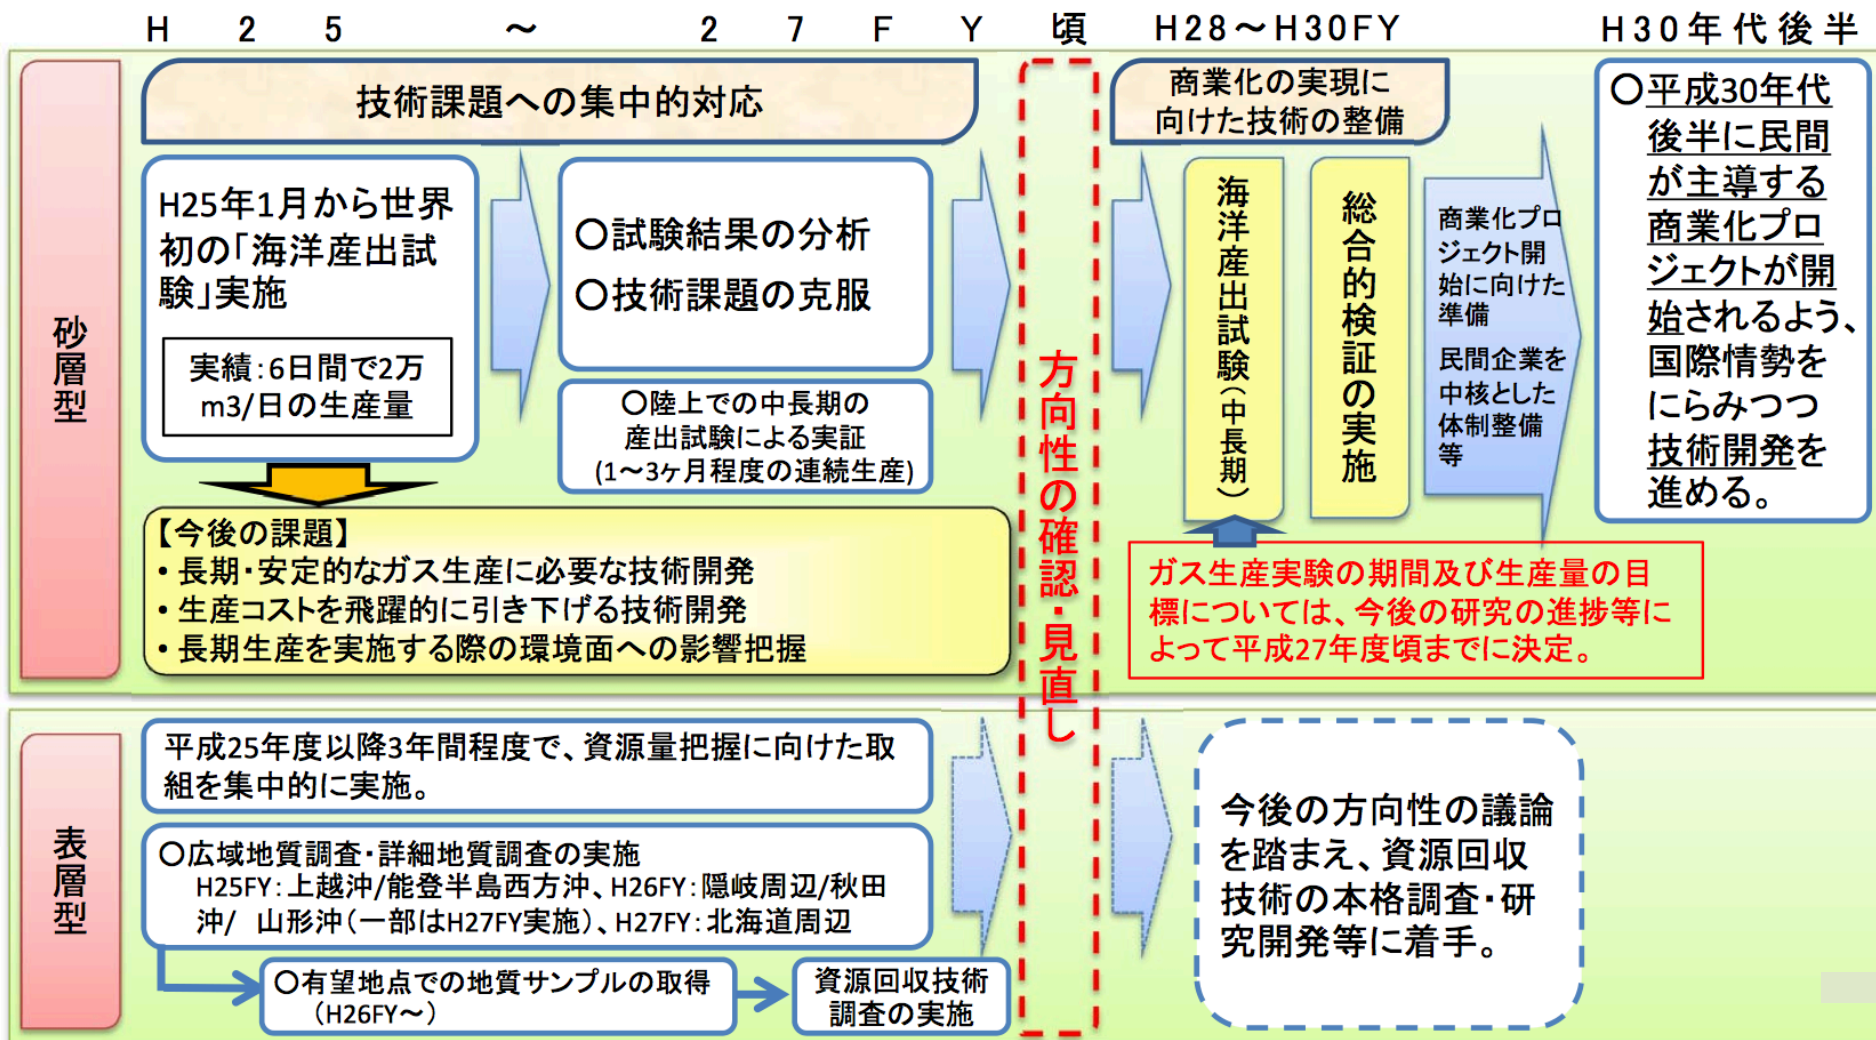 H25～27FY頃
H28～H30FY
H30年代後半
砂層型
技術課題への集中的対応
H25年1月から世界
初の「海洋産出試
験」実施
実績：6日間で2万
m3/日の生産量
〇試験結果の分析
〇技術課題の克服
〇陸上での中長期の
産出試験による実証
(1～3ヶ月程度の連続生産)
【今後の課題】
・長期・安定的なガス生産に必要な技術開発
・生産コストを飛躍的に引き下げる技術開発
・長期生産を実施する際の環境面への影響把握
方向性の確認・見直し
商業化の実現に
向けた技術の整備
海洋産出試験（中長期）
総合的検証の実施
商業化プロ
ジェクト開
始に向けた
準備
民間企業を
中核とした
体制整備
等
ガス生産実験の期間及び生産量の目
標については、今後の研究の進捗等に
よって平成27年度頃までに決定。
〇平成30年代
後半に民間
が主導する
商業化プロ
ジェクトが開
始されるよう、
国際情勢を
にらみつつ
技術開発を
進める。
表層型
平成25年度以降3年間程度で、資源量把握に向けた取
組を集中的に実施。
〇広域地質調査・詳細地質調査の実施
H25FY：上越沖/能登半島西方沖、H26FY：隠岐周辺/秋田
沖/ 山形沖（一部はH27FY実施）、H27FY：北海道周辺
〇有望地点での地質サンプルの取得
（H26FY～）
資源回収技術
調査の実施
今後の方向性の議論
を踏まえ、資源回収
技術の本格調査・研
究開発等に着手。